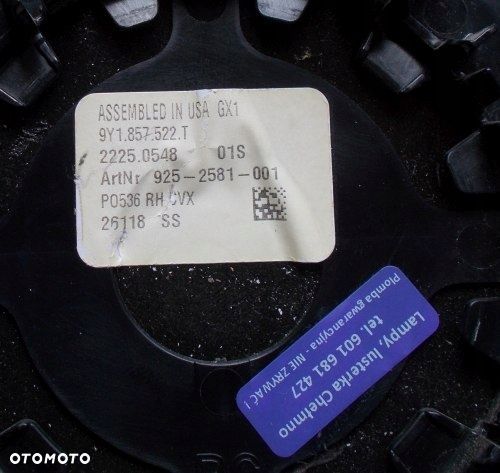 ASSEMBLED IN USA GX1
9Y1.857.522.T
2225.0548 01S
ArtNr 925-2581-001
PO536 RH CVX
26118 SS
Lampy, lusterka Chełmno
tel. 601 681 427
Plomba gwarancyjna - NIE ZRYWAĆ !
OTOMOTO